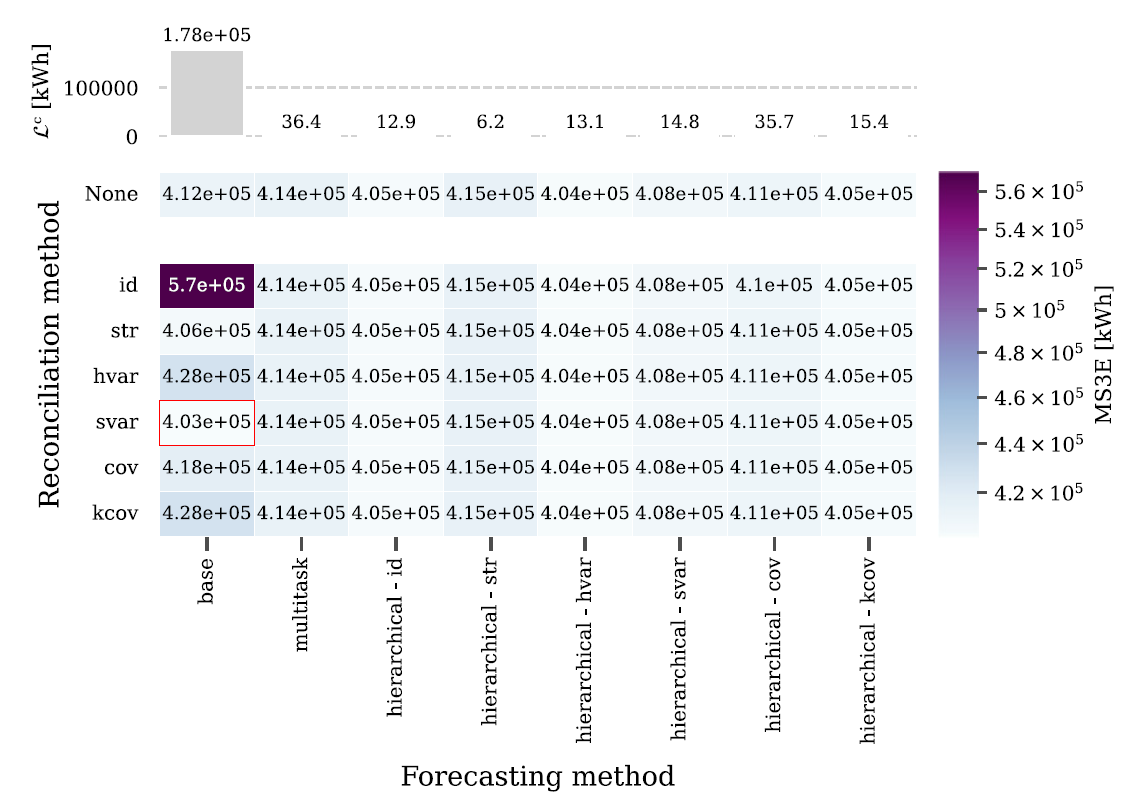 1.78e+05
ℒᶜ [kWh]
100000
0
36.4 12.9 6.2 13.1 14.8 35.7 15.4
Reconciliation method
None 4.12e+05 4.14e+05 4.05e+05 4.15e+05 4.04e+05 4.08e+05 4.11e+05 4.05e+05
id 5.7e+05 4.14e+05 4.05e+05 4.15e+05 4.04e+05 4.08e+05 4.1e+05 4.05e+05
str 4.06e+05 4.14e+05 4.05e+05 4.15e+05 4.04e+05 4.08e+05 4.11e+05 4.05e+05
hvar 4.28e+05 4.14e+05 4.05e+05 4.15e+05 4.04e+05 4.08e+05 4.11e+05 4.05e+05
svar 4.03e+05 4.14e+05 4.05e+05 4.15e+05 4.04e+05 4.08e+05 4.11e+05 4.05e+05
cov 4.18e+05 4.14e+05 4.05e+05 4.15e+05 4.04e+05 4.08e+05 4.11e+05 4.05e+05
kcov 4.28e+05 4.14e+05 4.05e+05 4.15e+05 4.04e+05 4.08e+05 4.11e+05 4.05e+05
base
multitask
hierarchical - id
hierarchical - str
hierarchical - hvar
hierarchical - svar
hierarchical - cov
hierarchical - kcov
Forecasting method
5.6 × 10⁵
5.4 × 10⁵
5.2 × 10⁵
5 × 10⁵
4.8 × 10⁵
4.6 × 10⁵
4.4 × 10⁵
4.2 × 10⁵
MS3E [kWh]